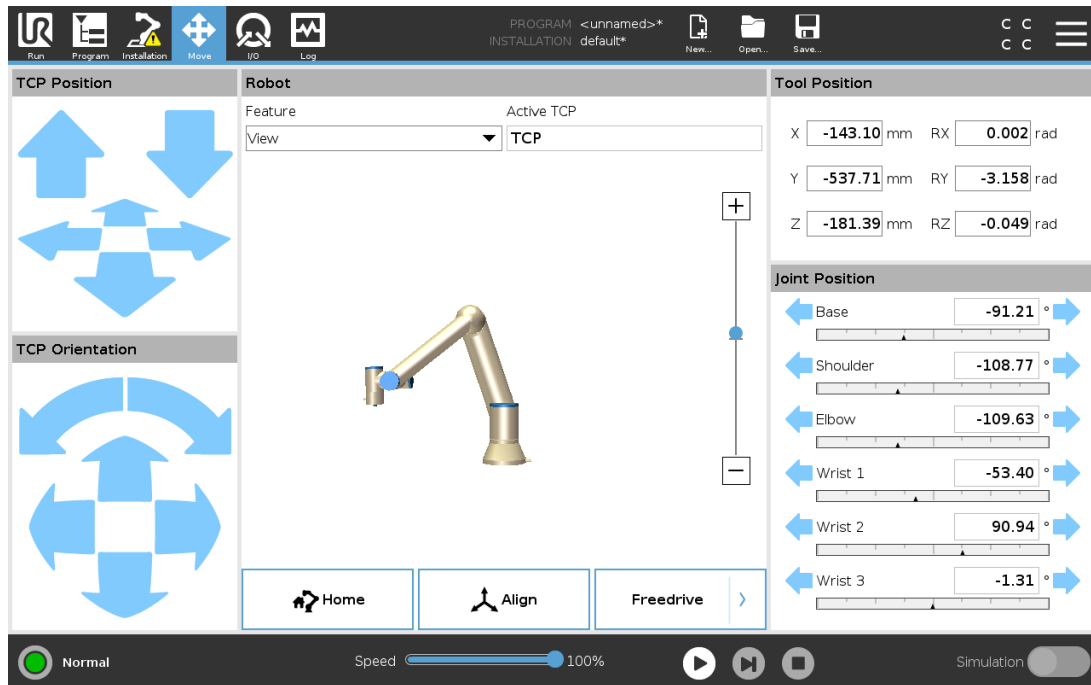 PROGRAM <unnamed>*
INSTALLATION default*
Run Program Installation Move I/O Log New... Open... Save...
C C
C C
TCP Position
Robot
Tool Position
Feature
Active TCP
View
TCP
X -143.10 mm RX 0.002 rad
Y -537.71 mm RY -3.158 rad
Z -181.39 mm RZ -0.049 rad
Joint Position
Base -91.21 °
TCP Orientation
Shoulder -108.77 °
Elbow -109.63 °
Wrist 1 -53.40 °
Wrist 2 90.94 °
Wrist 3 -1.31 °
Home
Align
Freedrive
Normal
Speed 100%
Simulation